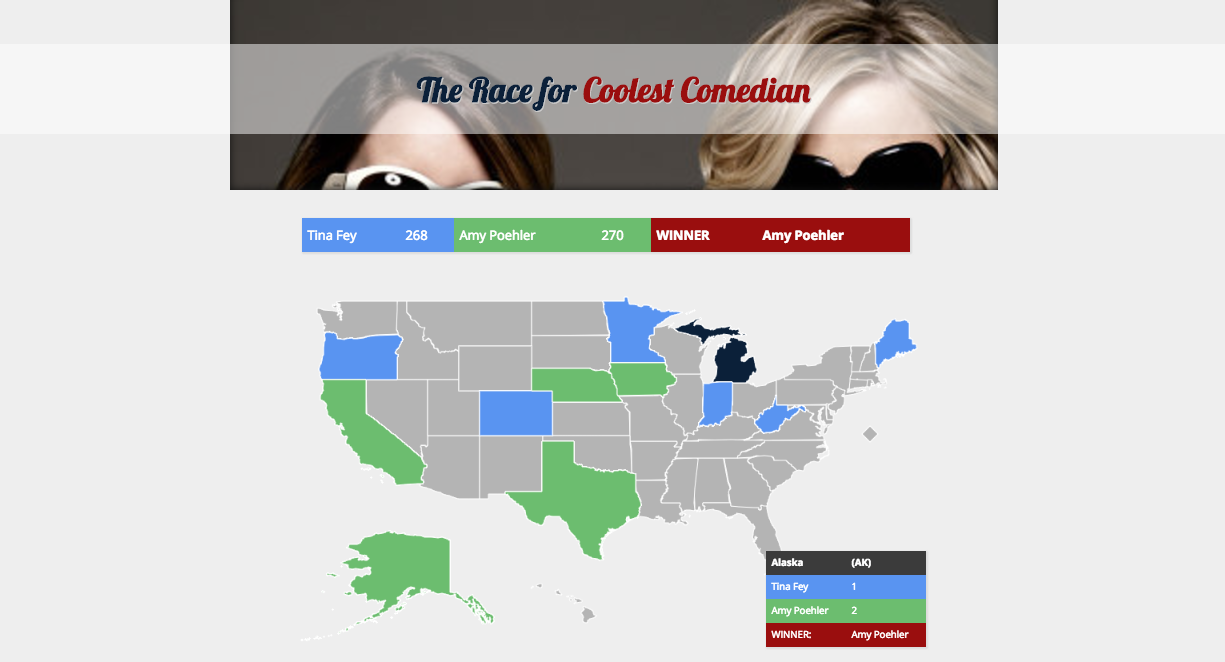 The Race for Coolest Comedian
Tina Fey 268 Amy Poehler 270 WINNER Amy Poehler
Alaska (AK)
Tina Fey 1
Amy Poehler 2
WINNER: Amy Poehler